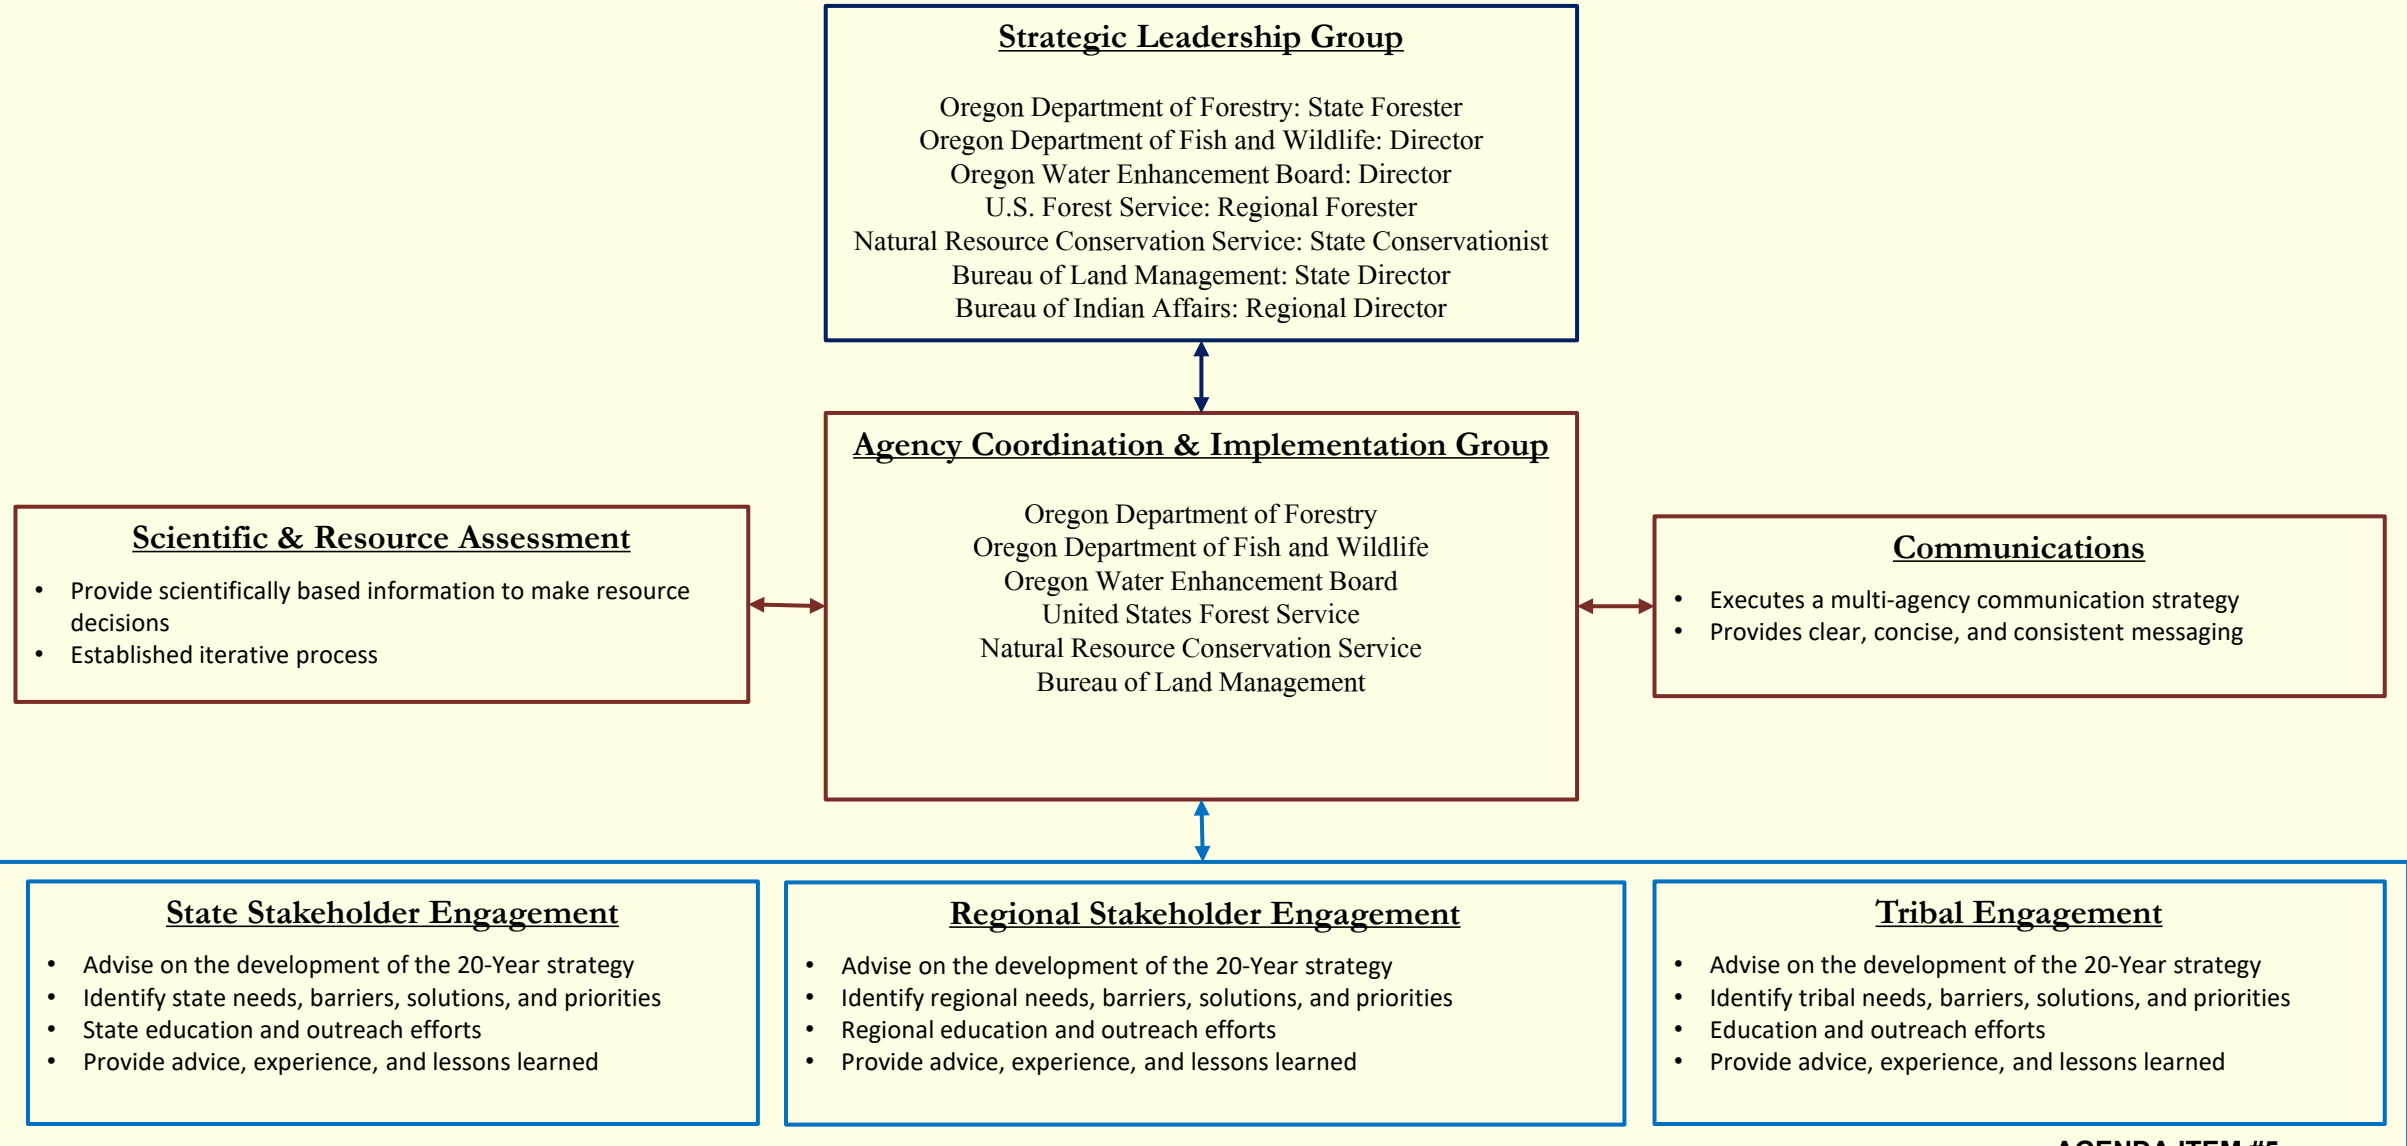 Strategic Leadership Group
Oregon Department of Forestry: State Forester
Oregon Department of Fish and Wildlife: Director
Oregon Water Enhancement Board: Director
U.S. Forest Service: Regional Forester
Natural Resource Conservation Service: State Conservationist
Bureau of Land Management: State Director
Bureau of Indian Affairs: Regional Director
Agency Coordination & Implementation Group
Oregon Department of Forestry
Oregon Department of Fish and Wildlife
Oregon Water Enhancement Board
United States Forest Service
Natural Resource Conservation Service
Bureau of Land Management
Scientific & Resource Assessment
• Provide scientifically based information to make resource
decisions
• Established iterative process
Communications
• Executes a multi-agency communication strategy
• Provides clear, concise, and consistent messaging
State Stakeholder Engagement
• Advise on the development of the 20-Year strategy
• Identify state needs, barriers, solutions, and priorities
• State education and outreach efforts
• Provide advice, experience, and lessons learned
Regional Stakeholder Engagement
• Advise on the development of the 20-Year strategy
• Identify regional needs, barriers, solutions, and priorities
• Regional education and outreach efforts
• Provide advice, experience, and lessons learned
Tribal Engagement
• Advise on the development of the 20-Year strategy
• Identify tribal needs, barriers, solutions, and priorities
• Education and outreach efforts
• Provide advice, experience, and lessons learned
AGENDA ITEM #5